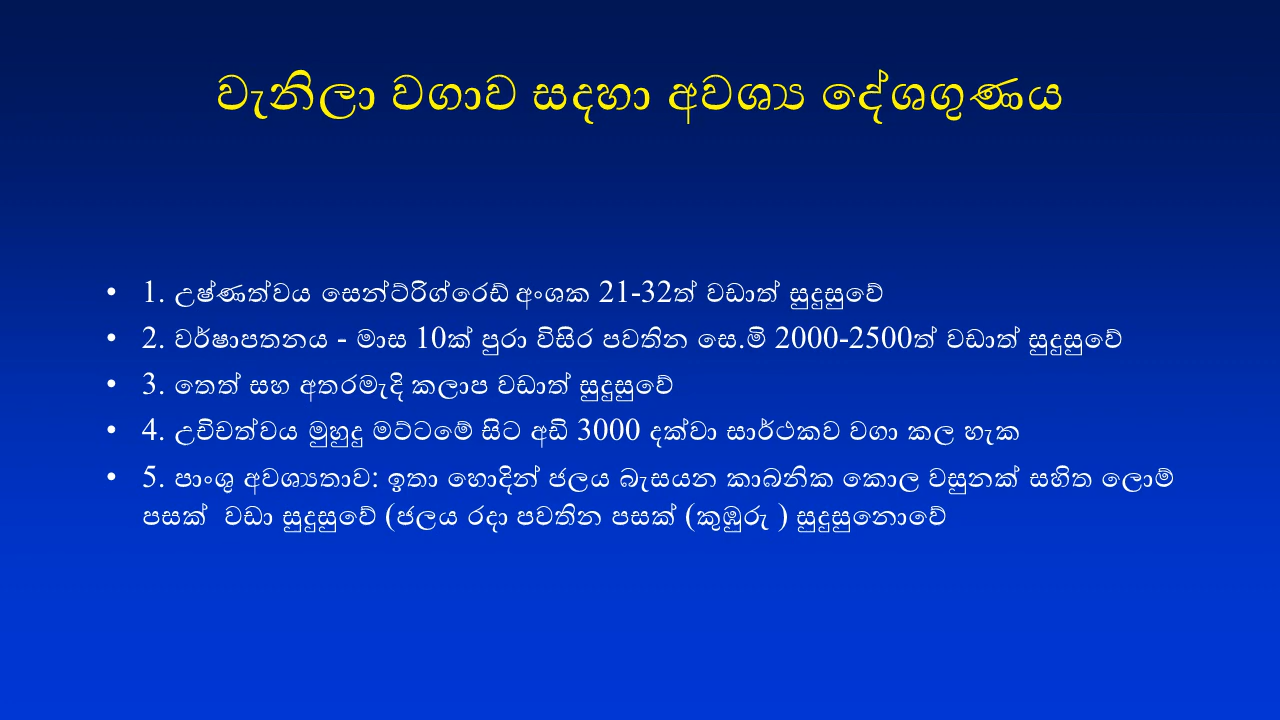 වැනිලා වගාව සඳහා අවශ්‍ය දේශගුණය
• 1. උෂ්ණත්වය සෙන්ට්රිග්රෙඩ් අංශක 21-32ත් වඩාත් සුදුසුවේ
• 2. වර්ෂාපතනය - මාස 10ක් පුරා විසිර පවතින සෙ.මි 2000-2500ත් වඩාත් සුදුසුවේ
• 3. තෙත් සහ අතරමැදි කලාප වඩාත් සුදුසුවේ
• 4. උච්චත්වය මුහුදු මට්ටමේ සිට අඩි 3000 දක්වා සාර්ථකව වගා කල හැක
• 5. පාංශු අවශ්‍යතාව: ඉතා හොදින් ජලය බැසයන කාබනික කොල වසුනක් සහිත ලොම්
පසක් වඩා සුදුසුවේ (ජලය රදා පවතින පසක් (කුඹුරු ) සුදුසුනොවේ